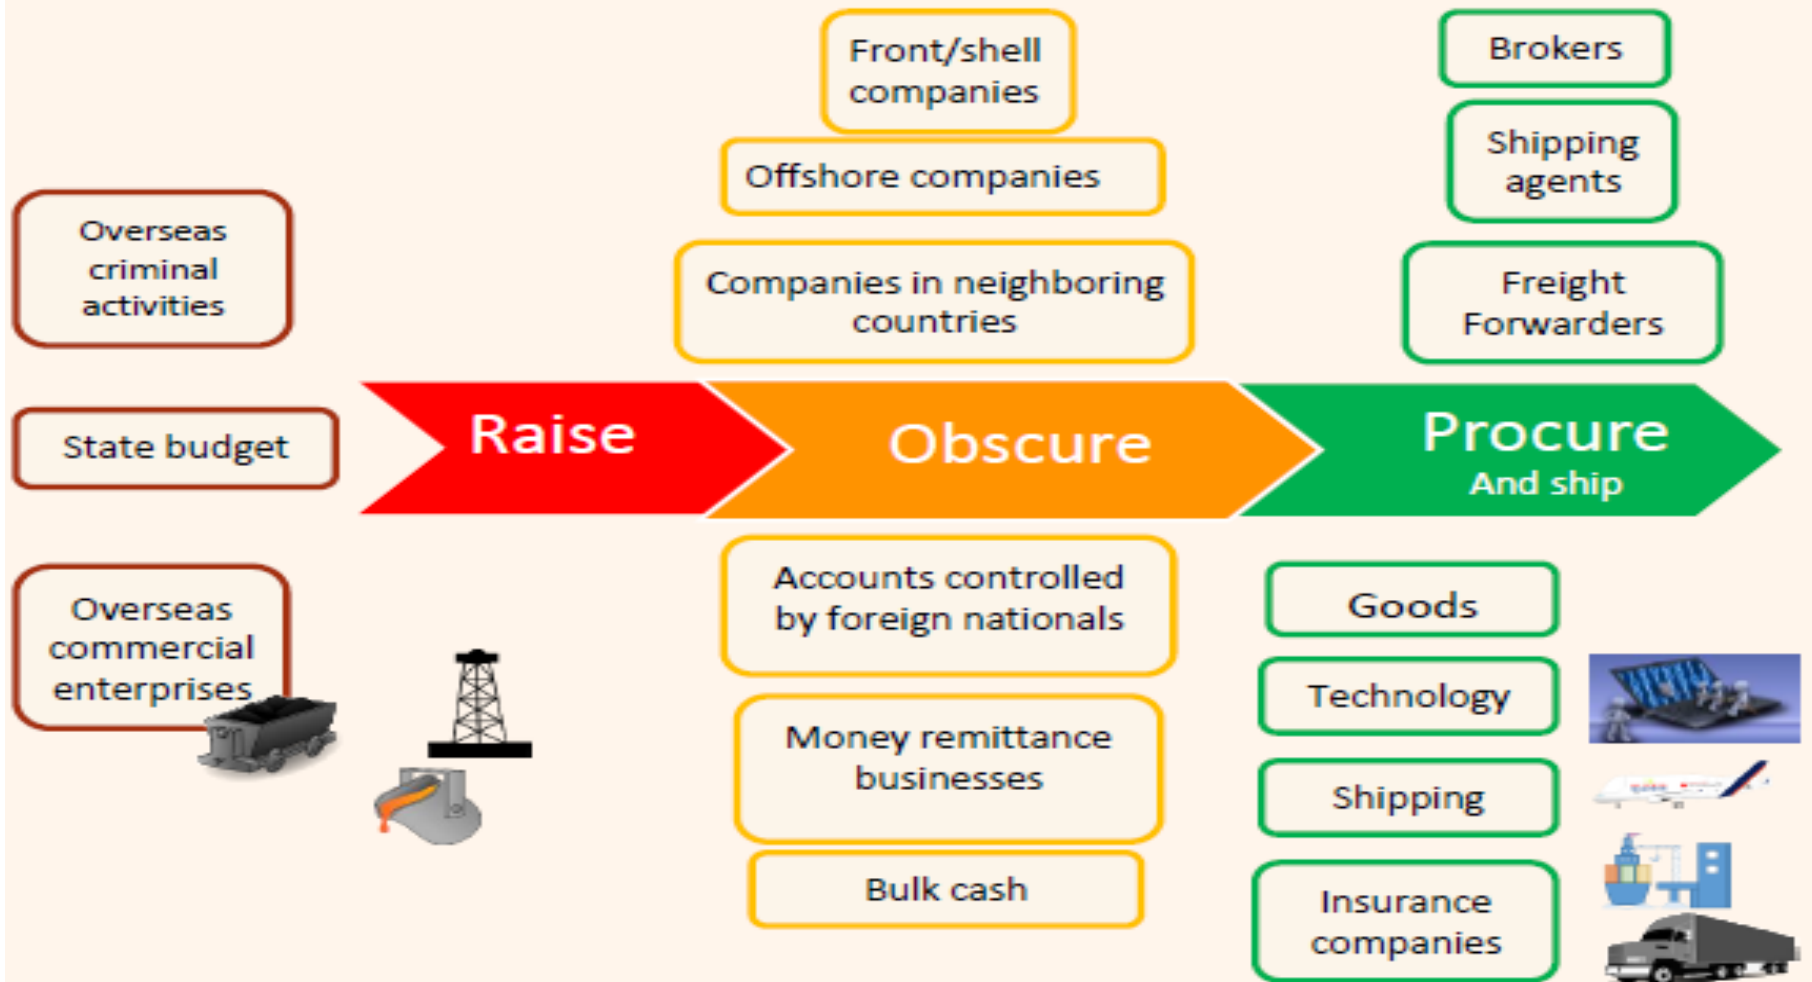 Overseas
criminal
activities
State budget
Overseas
commercial
enterprises
Raise
Front/shell
companies
Offshore companies
Companies in neighboring
countries
Obscure
Accounts controlled
by foreign nationals
Money remittance
businesses
Bulk cash
Brokers
Shipping
agents
Freight
Forwarders
Procure
And ship
Goods
Technology
Shipping
Insurance
companies